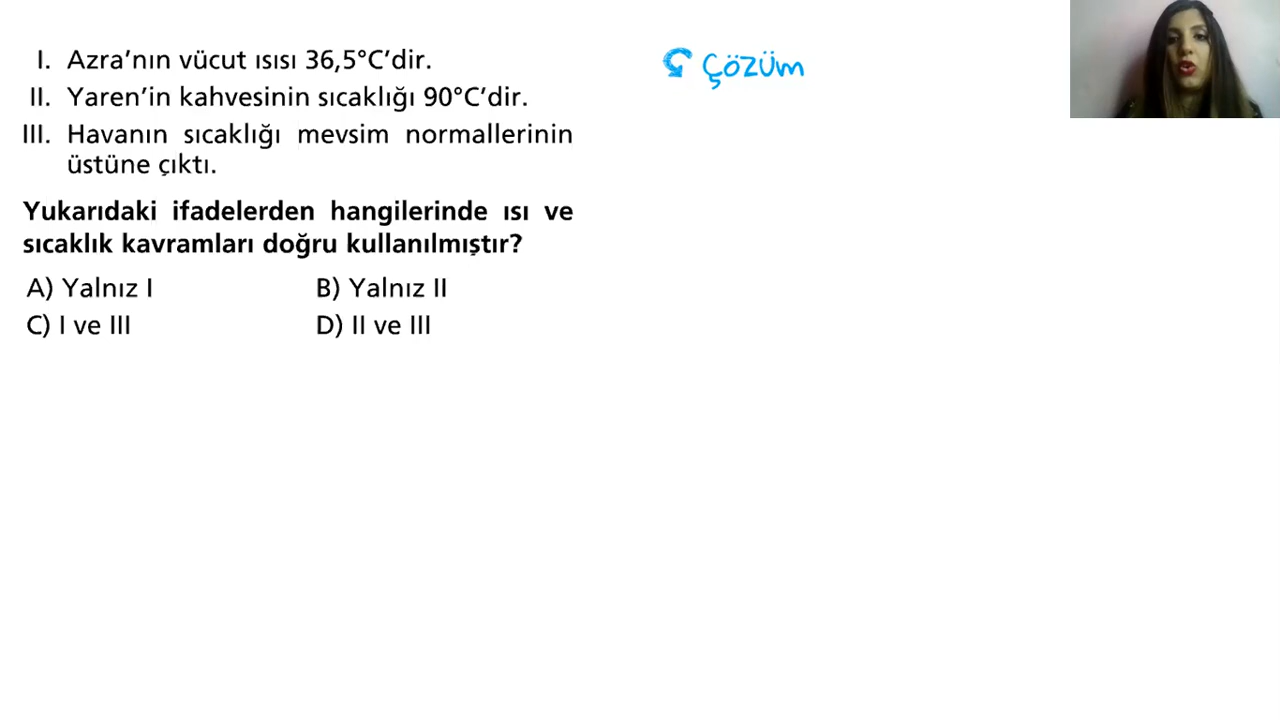 I. Azra’nın vücut ısısı 36,5°C’dir.
II. Yaren’in kahvesinin sıcaklığı 90°C’dir.
III. Havanın sıcaklığı mevsim normallerinin
üstüne çıktı.
Yukarıdaki ifadelerden hangilerinde ısı ve
sıcaklık kavramları doğru kullanılmıştır?
A) Yalnız I
B) Yalnız II
C) I ve III
D) II ve III
Çözüm